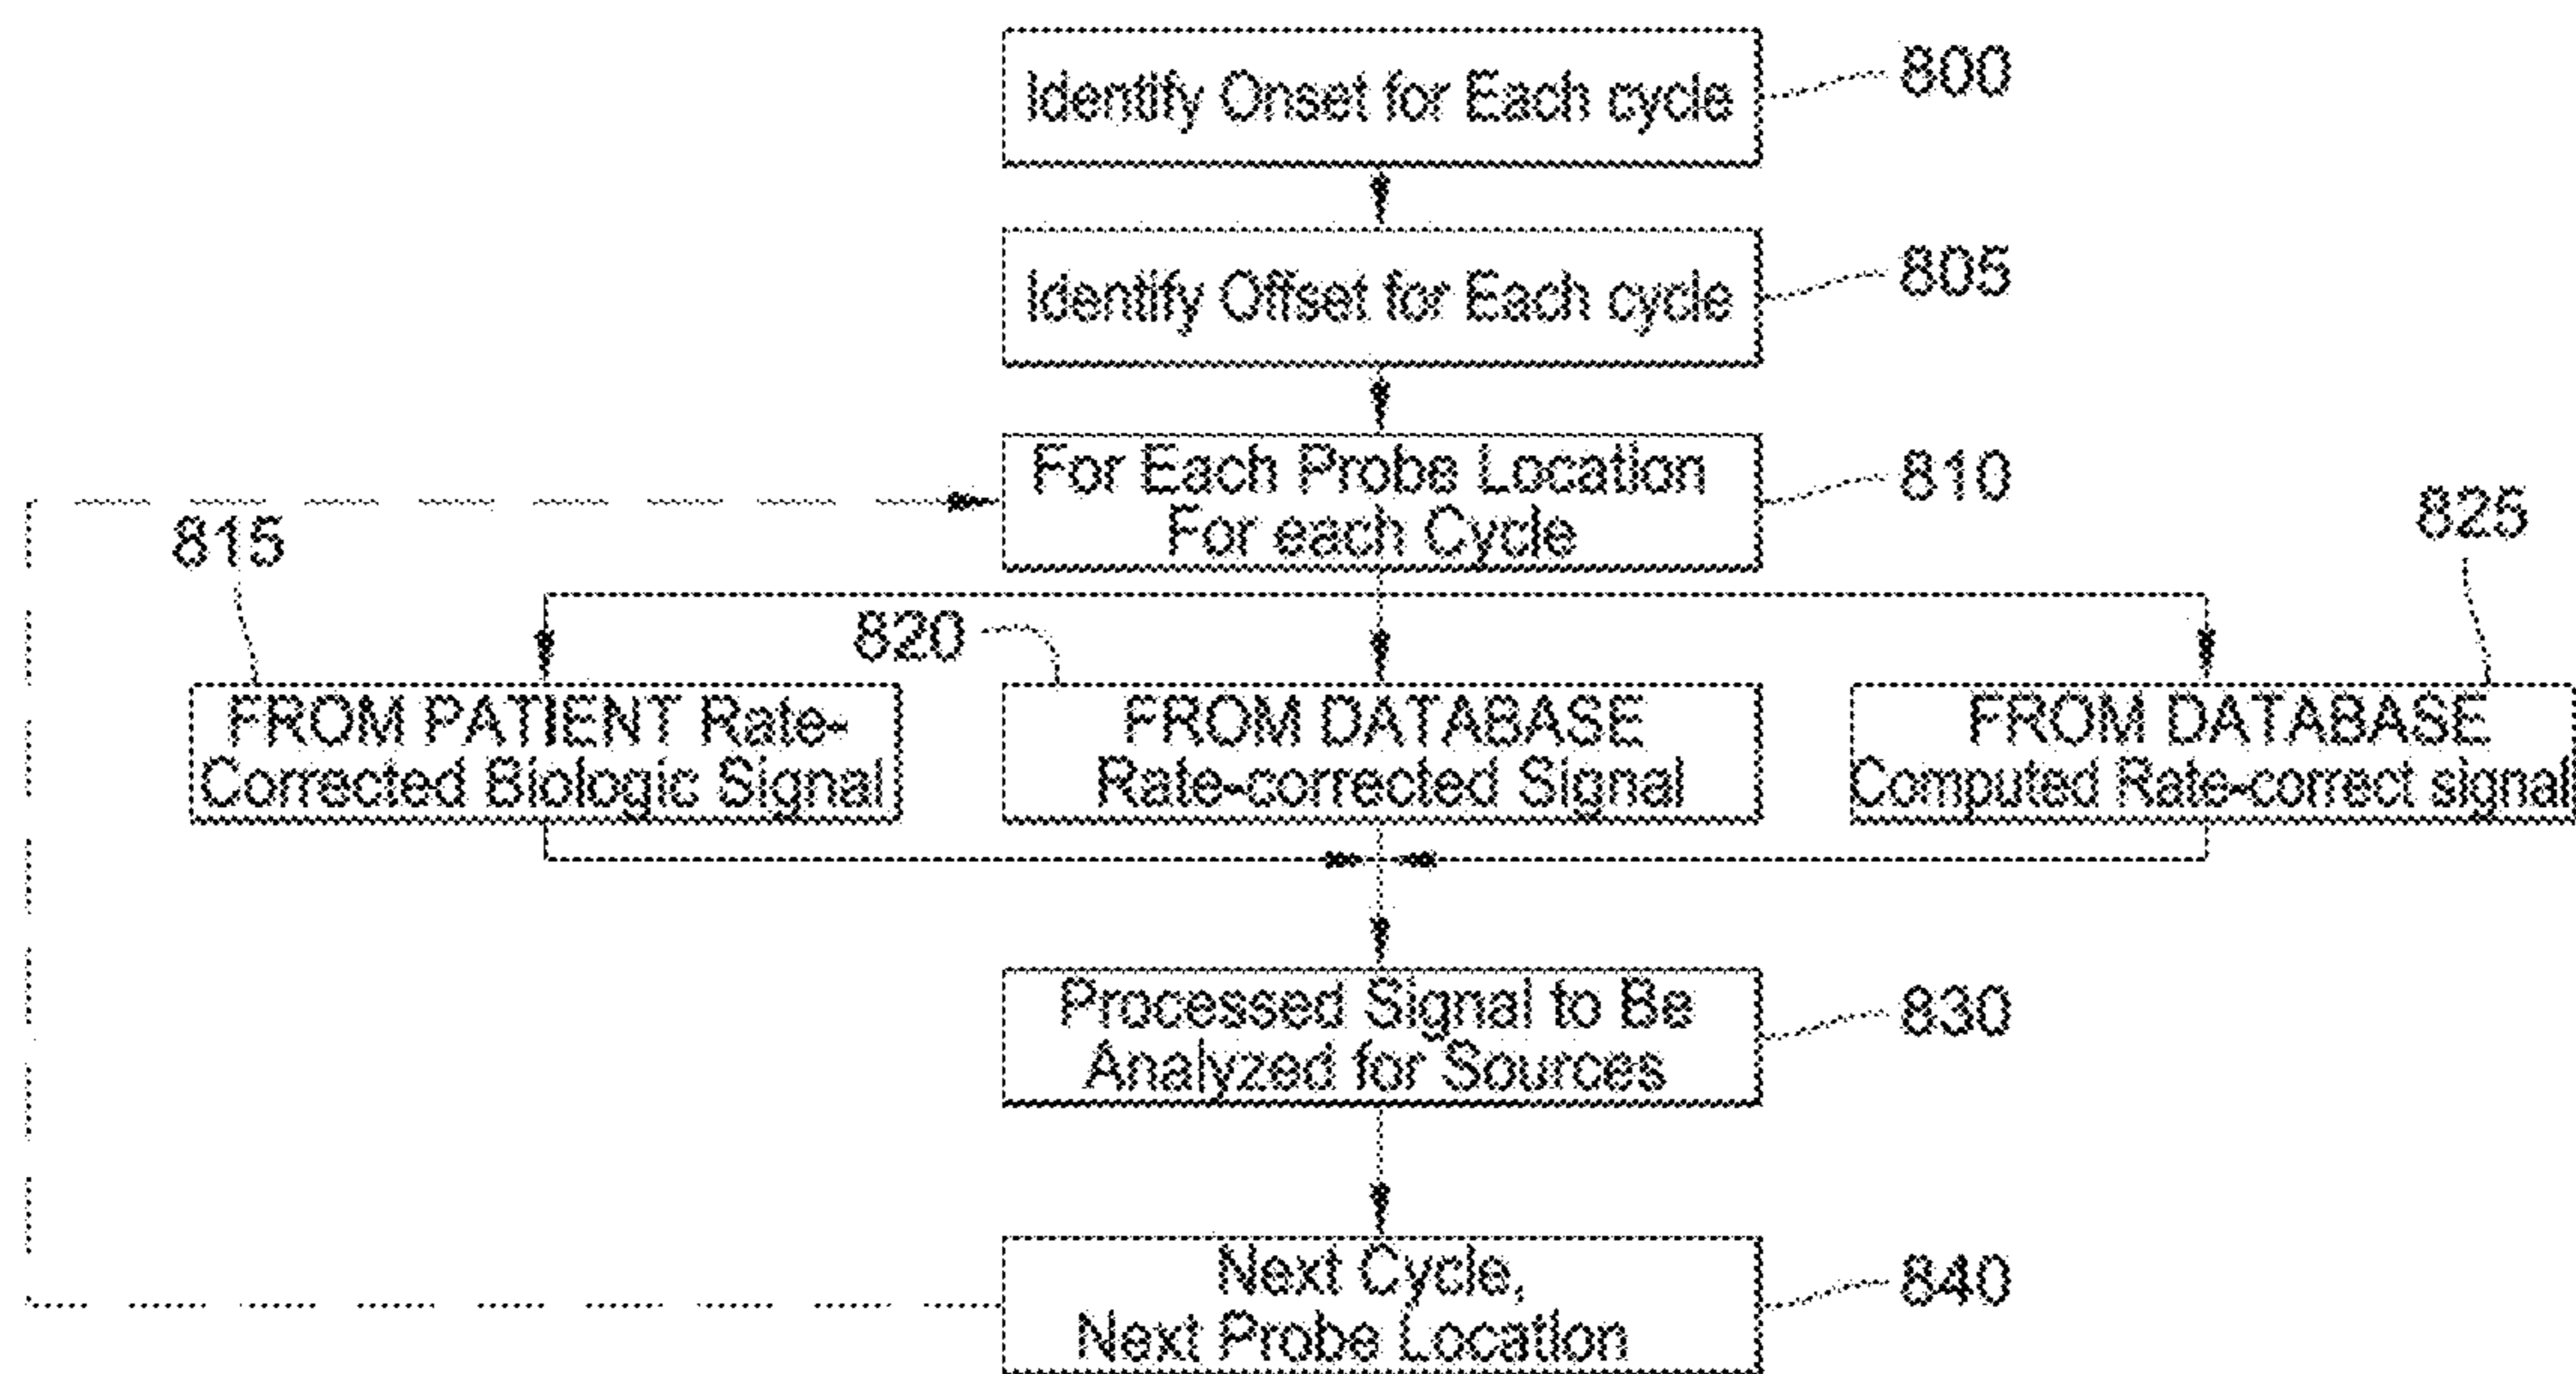 Identify Onset for Each cycle
800
Identify Offset for Each cycle
805
For Each Probe Location
For each Cycle
810
815
820
825
FROM PATIENT Rate-
Corrected Biologic Signal
FROM DATABASE
Rate-corrected Signal
FROM DATABASE
Computed Rate-correct signal
Processed Signal to Be
Analyzed for Sources
830
Next Cycle,
Next Probe Location
840